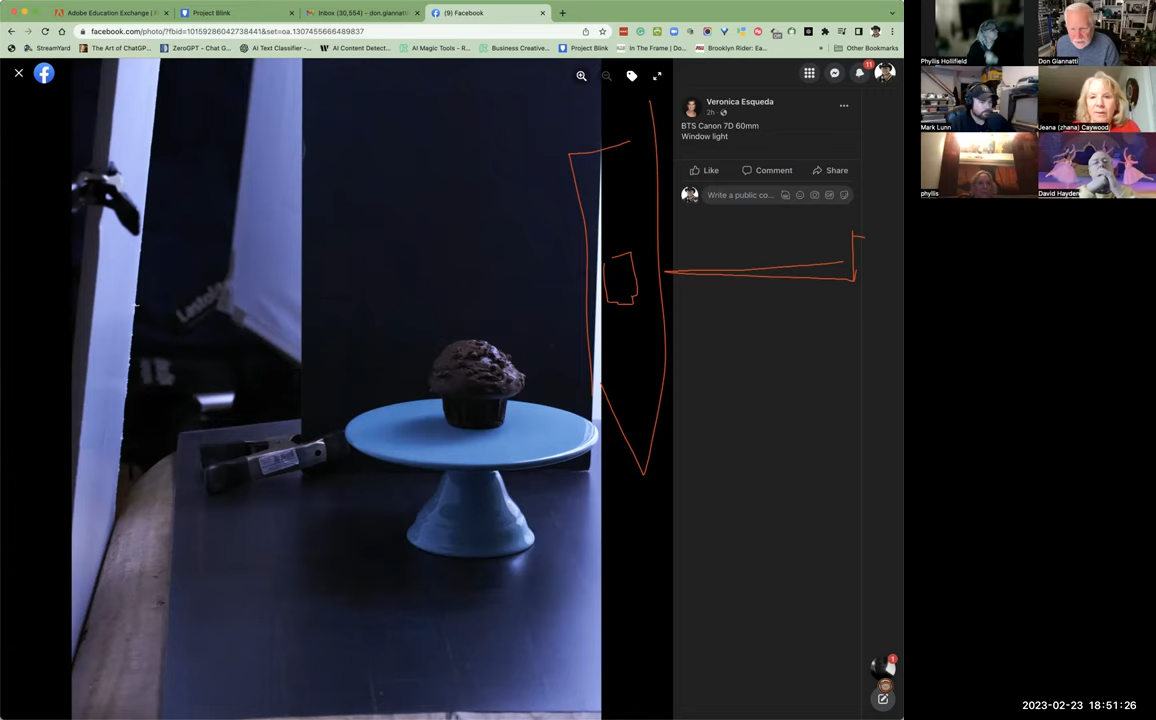 Adobe Education Exchange |
Project Blink
Inbox (30,554) - don.giannatti
(9) Facebook
facebook.com/photo/?fbid=10159286042738441&set=oa.1307455666489837
StreamYard
The Art of ChatGP...
ZeroGPT - Chat G...
AI Text Classifier -...
AI Content Detect...
AI Magic Tools - R...
Business Creative...
Project Blink
In The Frame | Do...
Brooklyn Rider: Ea...
»
Other Bookmarks
11
Veronica Esqueda
2h
BTS Canon 7D 60mm
Window light
Like
Comment
Share
Write a public co...
Lastolite
1
Phyllis Hollifield
Don Giannatti
Mark Lunn
Jeana (zhana) Caywood
phyllis
David Hayden
2023-02-23 18:51:26